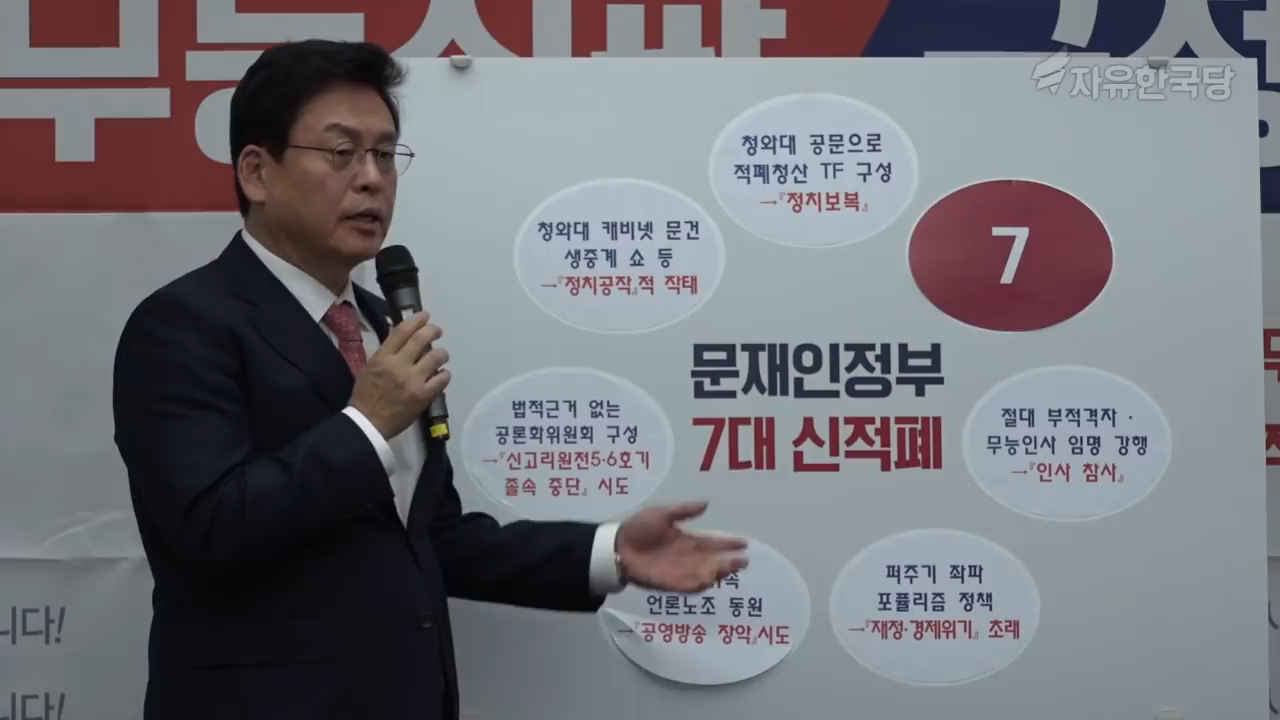 자유한국당
청와대 공문으로
적폐청산 TF 구성
→『정치보복』
청와대 캐비넷 문건
생중계 쇼 등
→『정치공작』적 작태
7
문재인정부
7대 신적폐
법적근거 없는
공론화위원회 구성
→『신고리원전5·6호기
졸속 중단』 시도
절대 부적격자 ·
무능인사 임명 강행
→『인사 참사』
언론노조 동원
→『공영방송 장악』시도
퍼주기 좌파
포퓰리즘 정책
→『재정·경제위기』 초래
니다!
니다!